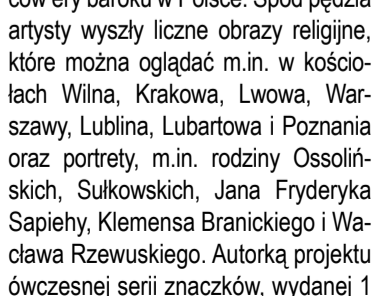 ców ery baroku w Polsce. Spod pędzla
artysty wyszły liczne obrazy religijne,
które można oglądać m.in. w kościo-
łach Wilna, Krakowa, Lwowa, War-
szawy, Lublina, Lubartowa i Poznania
oraz portrety, m.in. rodziny Ossoliń-
skich, Sułkowskich, Jana Fryderyka
Sapiehy, Klemensa Branickiego i Wa-
cława Rzewuskiego. Autorką projektu
ówczesnej serii znaczków, wydanej 1